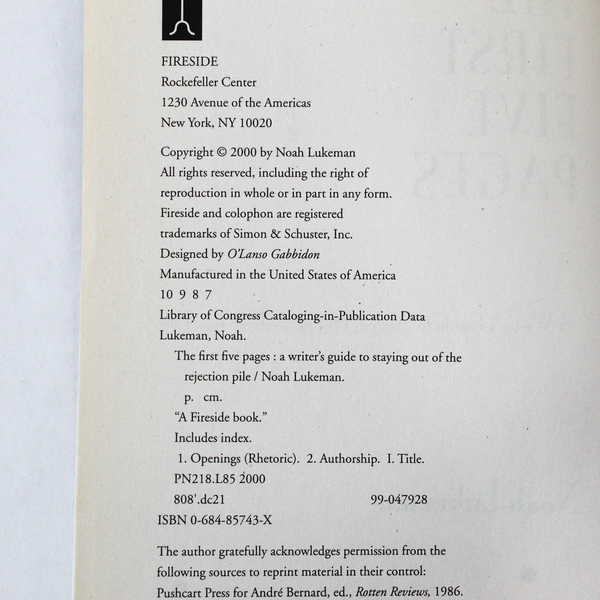 FIRESIDE
Rockefeller Center
1230 Avenue of the Americas
New York, NY 10020
Copyright © 2000 by Noah Lukeman
All rights reserved, including the right of
reproduction in whole or in part in any form.
Fireside and colophon are registered
trademarks of Simon & Schuster, Inc.
Designed by O'Lanso Gabbidon
Manufactured in the United States of America
10 9 8 7
Library of Congress Cataloging-in-Publication Data
Lukeman, Noah.
The first five pages : a writer's guide to staying out of the
rejection pile / Noah Lukeman.
p. cm.
“A Fireside book.”
Includes index.
1. Openings (Rhetoric). 2. Authorship. I. Title.
PN218.L85 2000
808'.dc21 99-047928
ISBN 0-684-85743-X
The author gratefully acknowledges permission from the
following sources to reprint material in their control:
Pushcart Press for André Bernard, ed., Rotten Reviews, 1986.